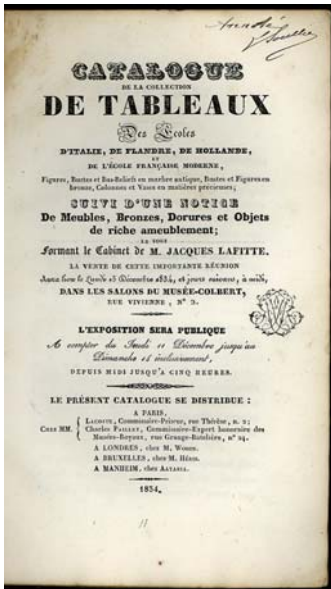 CATALOGUE
DE LA COLLECTION
DE TABLEAUX
Des Écoles
D'ITALIE, DE FLANDRE, DE HOLLANDE,
ET
DE L'ÉCOLE FRANÇAISE MODERNE,
Figures, Bustes et Bas-Reliefs en marbre antique, Bustes et Figures en
bronze, Colonnes et Vases en matières précieuses;
SUIVI D'UNE NOTICE
De Meubles, Bronzes, Dorures et Objets
de riche ameublement;
LE TOUT
Formant le Cabinet de M. JACQUES LAFITTE.
LA VENTE DE CETTE IMPORTANTE RÉUNION
Aura lieu le Lundi 15 Décembre 1834, et jours suivans, à midi,
DANS LES SALONS DU MUSÉE-COLBERT,
RUE VIVIENNE, N° 2.
L'EXPOSITION SERA PUBLIQUE
A compter du Jeudi 11 Décembre jusqu'au
Dimanche 14 inclusivement,
DEPUIS MIDI JUSQU'A CINQ HEURES.
LE PRÉSENT CATALOGUE SE DISTRIBUE :
A PARIS,
CHEZ MM. LACOSTE, Commissaire-Priseur, rue Thérèse, n. 2;
Charles PAILLET, Commissaire-Expert honoraire des
Musées-Royaux, rue Grange-Batelière, n° 24.
A LONDRES, chez M. WOODS.
A BRUXELLES, chez M. HÉRIS.
A MANHEIM, chez ARTARIA.
1834.